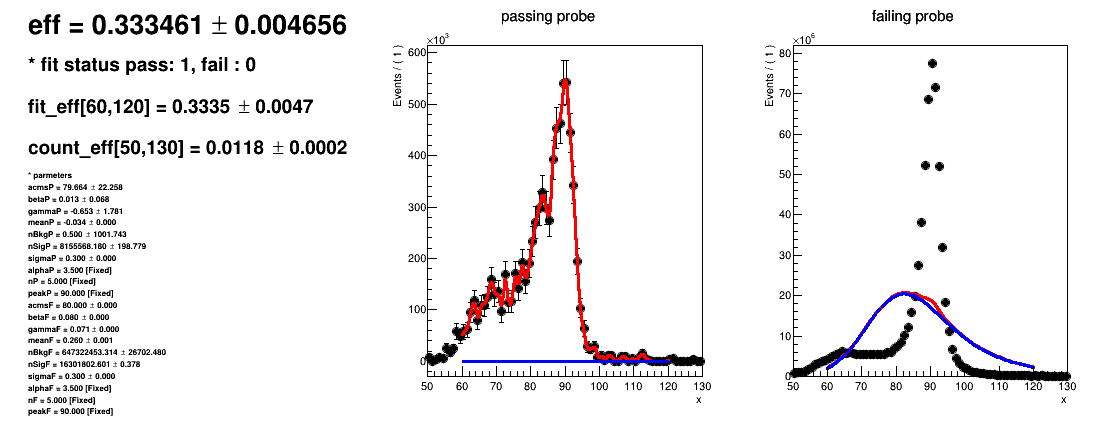 eff = 0.333461 ± 0.004656
* fit status pass: 1, fail : 0
fit_eff[60,120] = 0.3335 ± 0.0047
count_eff[50,130] = 0.0118 ± 0.0002
* parmeters
acmsP = 79.664 ± 22.258
betaP = 0.013 ± 0.068
gammaP = -0.653 ± 1.781
meanP = -0.034 ± 0.000
nBkgP = 0.500 ± 1001.743
nSigP = 8155568.180 ± 198.779
sigmaP = 0.300 ± 0.000
alphaP = 3.500 [Fixed]
nP = 5.000 [Fixed]
peakP = 90.000 [Fixed]
acmsF = 80.000 ± 0.000
betaF = 0.080 ± 0.000
gammaF = 0.071 ± 0.000
meanF = 0.260 ± 0.001
nBkgF = 647322453.314 ± 26702.480
nSigF = 16301802.601 ± 0.378
sigmaF = 0.300 ± 0.000
alphaF = 3.500 [Fixed]
nF = 5.000 [Fixed]
peakF = 90.000 [Fixed]
passing probe
×10³
Events / ( 1 )
600
500
400
300
200
100
0
50 60 70 80 90 100 110 120 130
x
failing probe
×10⁶
Events / ( 1 )
80
70
60
50
40
30
20
10
0
50 60 70 80 90 100 110 120 130
x